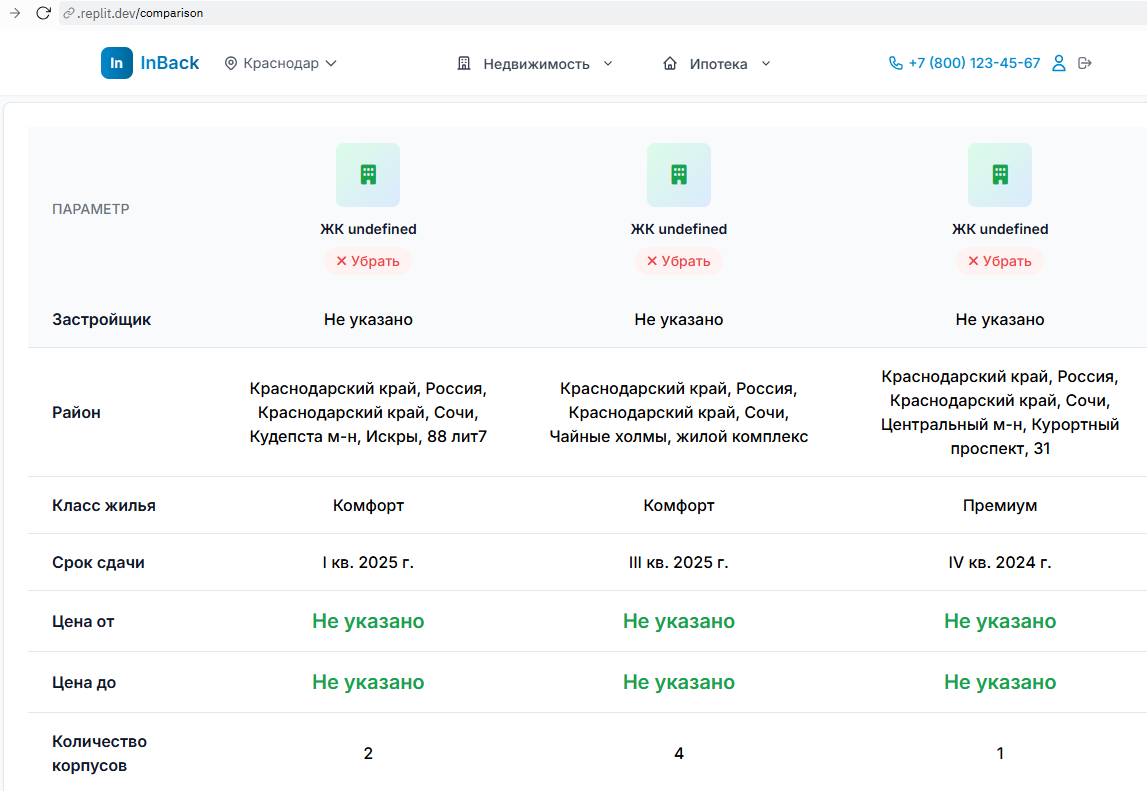 .replit.dev/comparison
In InBack Краснодар Недвижимость Ипотека +7 (800) 123-45-67
ПАРАМЕТР
ЖК undefined ЖК undefined ЖК undefined
✕ Убрать ✕ Убрать ✕ Убрать
Застройщик Не указано Не указано Не указано
Район
Краснодарский край, Россия,
Краснодарский край, Сочи,
Кудепста м-н, Искры, 88 лит7
Краснодарский край, Россия,
Краснодарский край, Сочи,
Чайные холмы, жилой комплекс
Краснодарский край, Россия,
Краснодарский край, Сочи,
Центральный м-н, Курортный
проспект, 31
Класс жилья Комфорт Комфорт Премиум
Срок сдачи I кв. 2025 г. III кв. 2025 г. IV кв. 2024 г.
Цена от Не указано Не указано Не указано
Цена до Не указано Не указано Не указано
Количество
корпусов
2 4 1